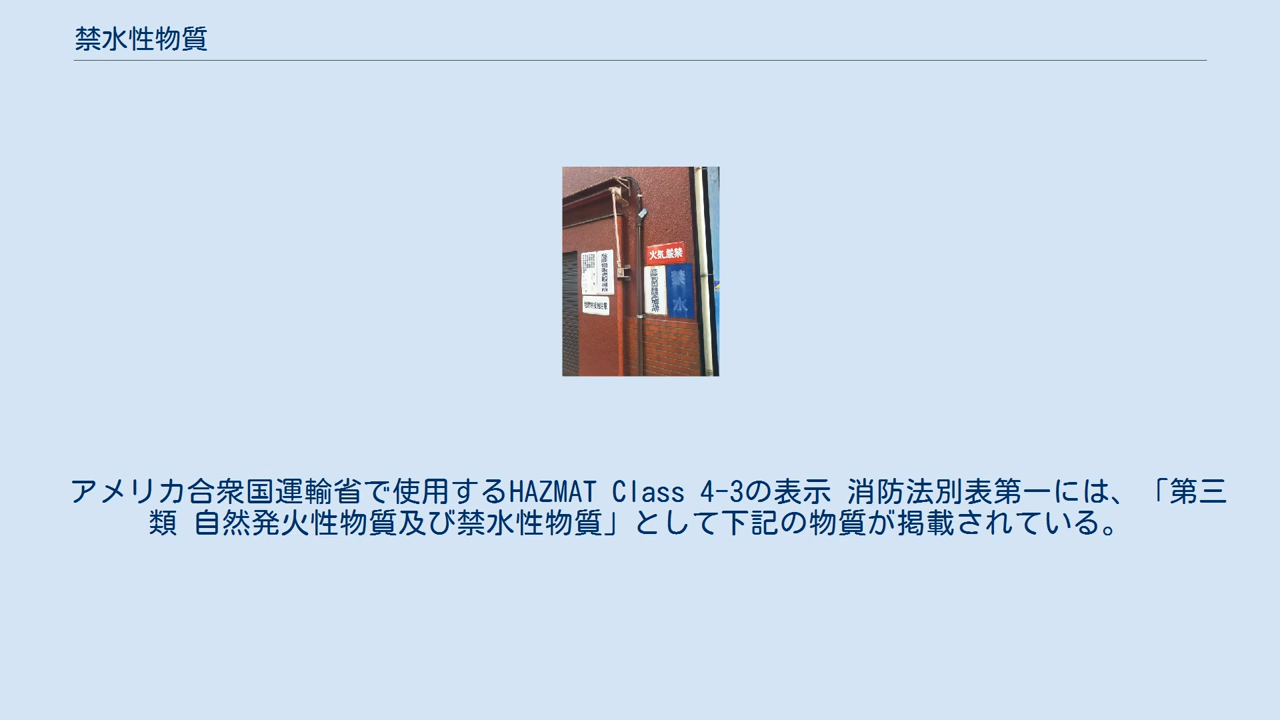 禁水性物質
火気厳禁
禁水
アメリカ合衆国運輸省で使用するHAZMAT Class 4-3の表示 消防法別表第一には、「第三
類 自然発火性物質及び禁水性物質」として下記の物質が掲載されている。